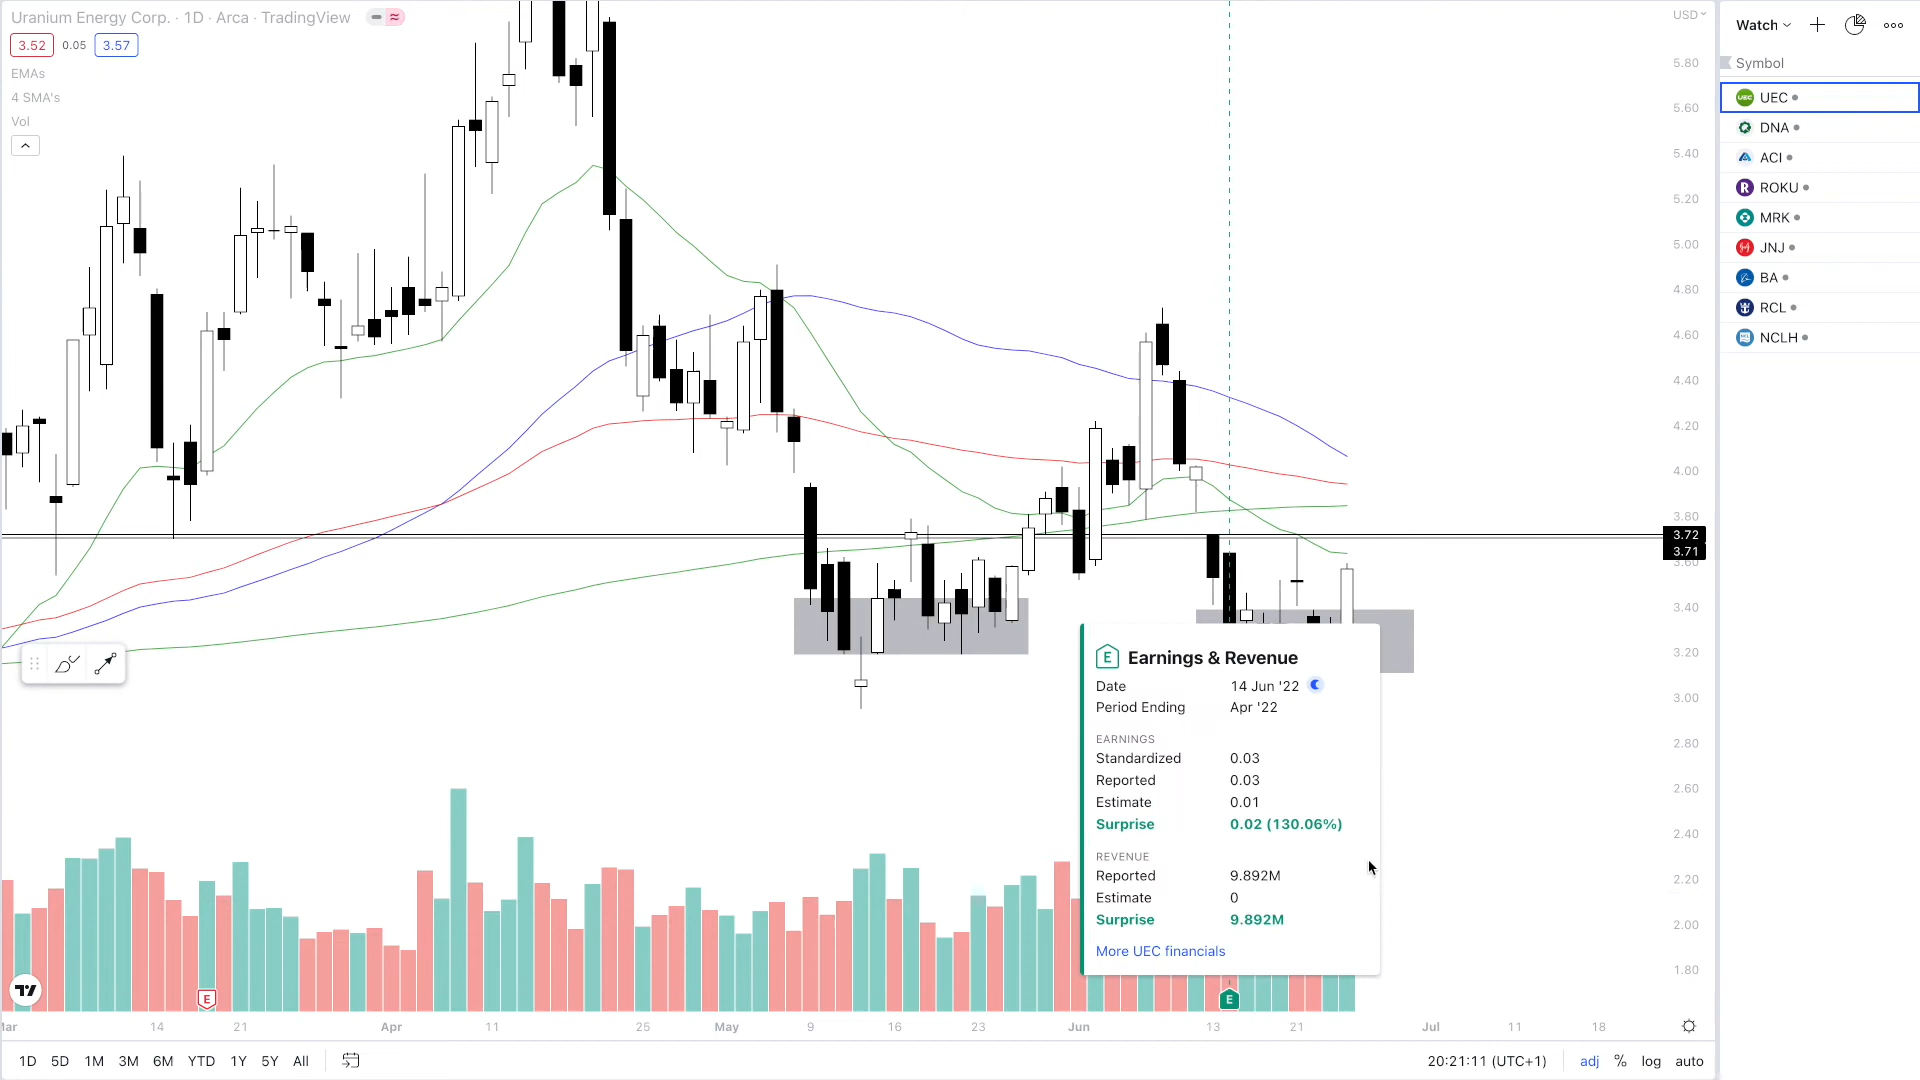 Uranium Energy Corp. · 1D · Arca · TradingView
3.52 0.05 3.57
EMAs
4 SMA's
Vol
USD
5.80
5.60
5.40
5.20
5.00
4.80
4.60
4.40
4.20
4.00
3.80
3.72
3.71
3.60
3.40
3.20
3.00
2.80
2.60
2.40
2.20
2.00
1.80
Earnings & Revenue
Date 14 Jun '22
Period Ending Apr '22
EARNINGS
Standardized 0.03
Reported 0.03
Estimate 0.01
Surprise 0.02 (130.06%)
REVENUE
Reported 9.892M
Estimate 0
Surprise 9.892M
More UEC financials
E
E
E
14 21 Apr 11 25 May 9 16 23 Jun 13 21 Jul 11 18
1D 5D 1M 3M 6M YTD 1Y 5Y All
20:21:11 (UTC+1) adj % log auto
Watch
Symbol
UEC
DNA
ACI
ROKU
MRK
JNJ
BA
RCL
NCLH